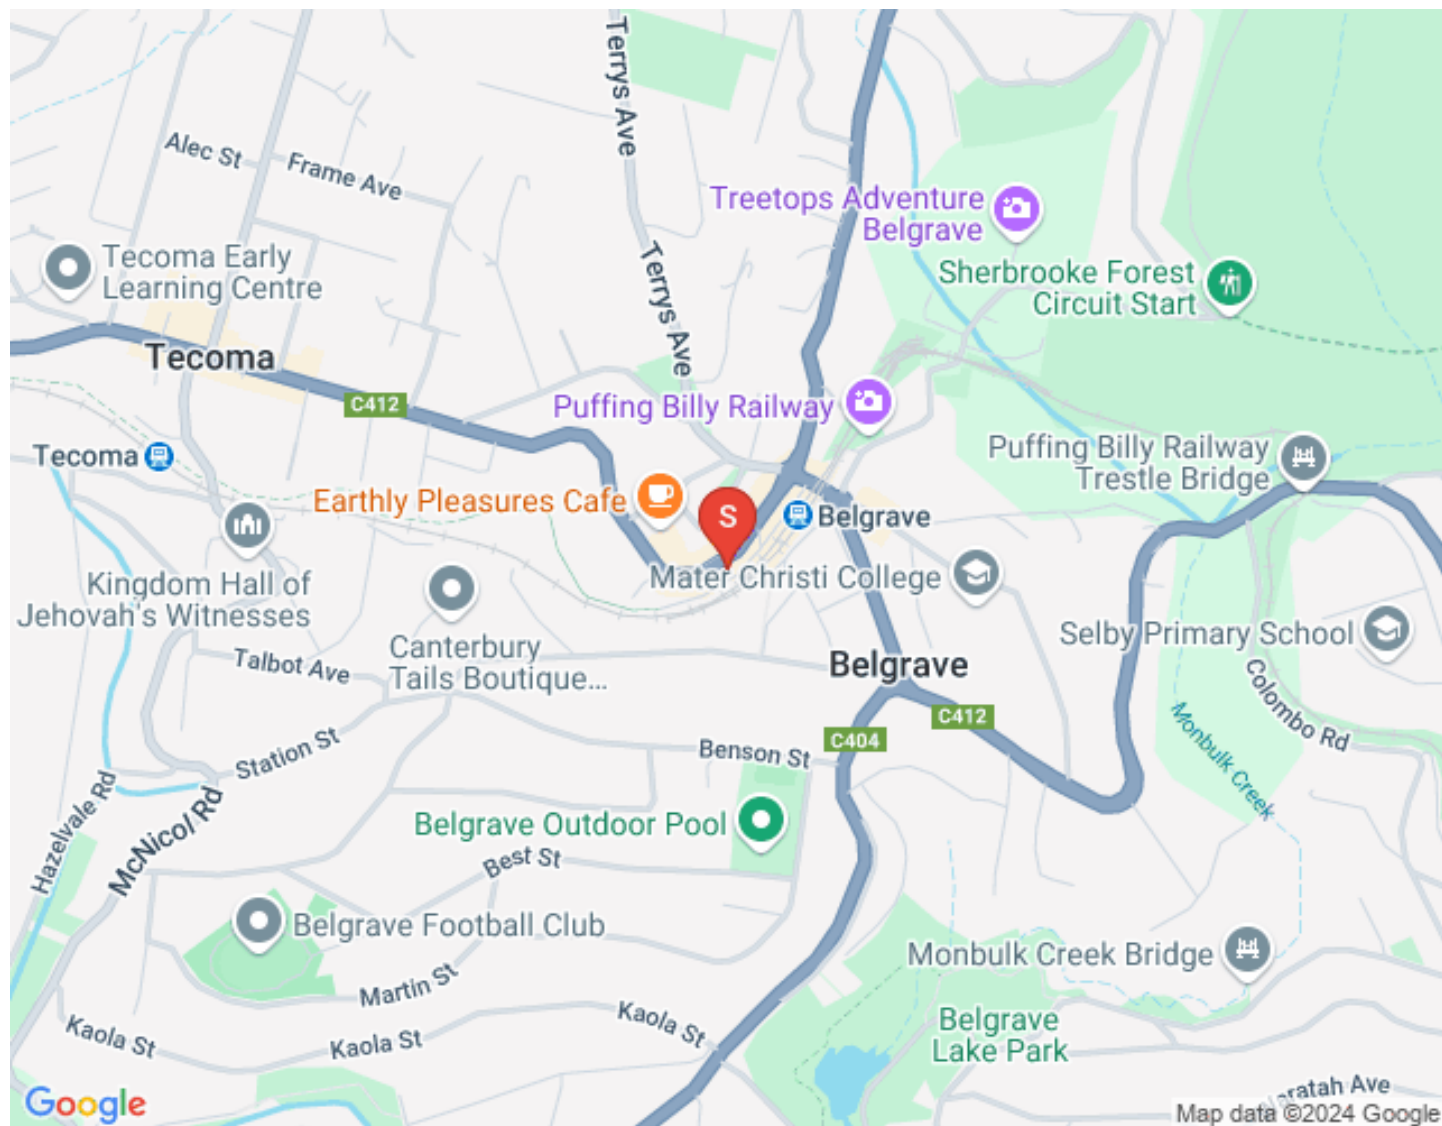 Terrys Ave
Alec St
Frame Ave
Treetops Adventure
Belgrave
Tecoma Early
Learning Centre
Terrys Ave
Sherbrooke Forest
Circuit Start
Tecoma
C412
Puffing Billy Railway
Tecoma
Puffing Billy Railway
Trestle Bridge
Earthly Pleasures Cafe
S
Belgrave
Kingdom Hall of
Jehovah's Witnesses
Mater Christi College
Canterbury
Tails Boutique...
Selby Primary School
Talbot Ave
Belgrave
Colombo Rd
C412
C404
Monbulk Creek
Station St
Benson St
Hazelvale Rd
McNicol Rd
Belgrave Outdoor Pool
Best St
Belgrave Football Club
Monbulk Creek Bridge
Martin St
Kaola St
Kaola St
Kaola St
Belgrave
Lake Park
Ave
Google
Map data ©2024 Google